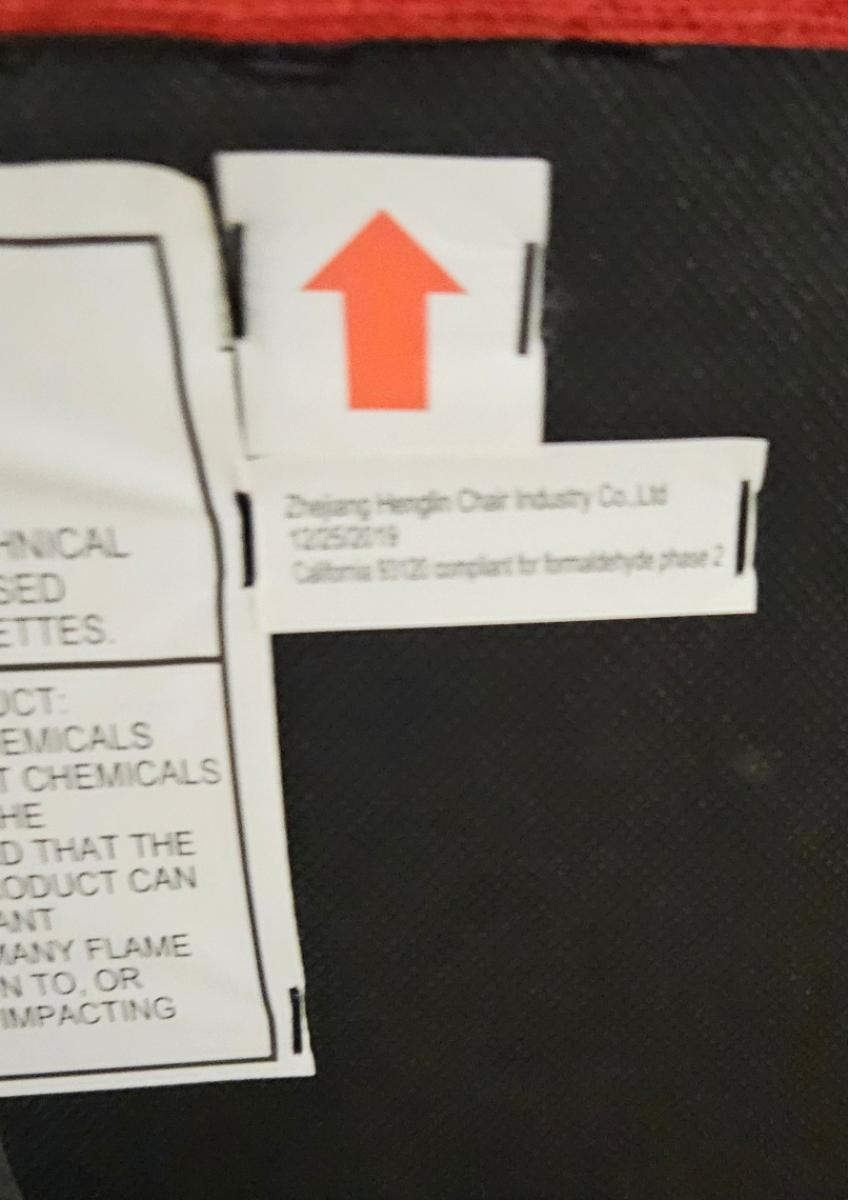 HNICAL
SED
ETTES.
UCT:
EMICALS
T CHEMICALS
HE
D THAT THE
ODUCT CAN
ANT
MANY FLAME
N TO, OR
IMPACTING
Zhejiang Henglin Chair Industry Co.,Ltd
12/25/2019
California 93120 compliant for formaldehyde phase 2